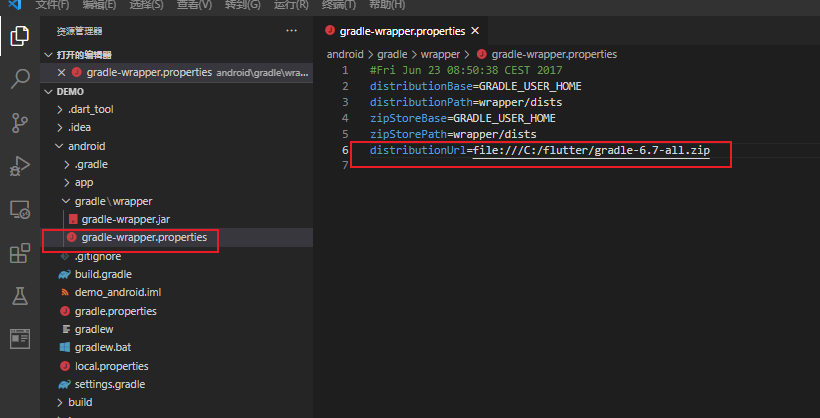 编辑(E) 选择(S) 查看(V) 转到(G) 运行(R) 终端(T) 帮助(H)
资源管理器
打开的编辑器
gradle-wrapper.properties android\gradle\wra...
DEMO
.dart_tool
.idea
android
.gradle
app
gradle\wrapper
gradle-wrapper.jar
gradle-wrapper.properties
.gitignore
build.gradle
demo_android.iml
gradle.properties
gradlew
gradlew.bat
local.properties
settings.gradle
build
gradle-wrapper.properties
android > gradle > wrapper > gradle-wrapper.properties
1 #Fri Jun 23 08:50:38 CEST 2017
2 distributionBase=GRADLE_USER_HOME
3 distributionPath=wrapper/dists
4 zipStoreBase=GRADLE_USER_HOME
5 zipStorePath=wrapper/dists
6 distributionUrl=file:///C:/flutter/gradle-6.7-all.zip
7